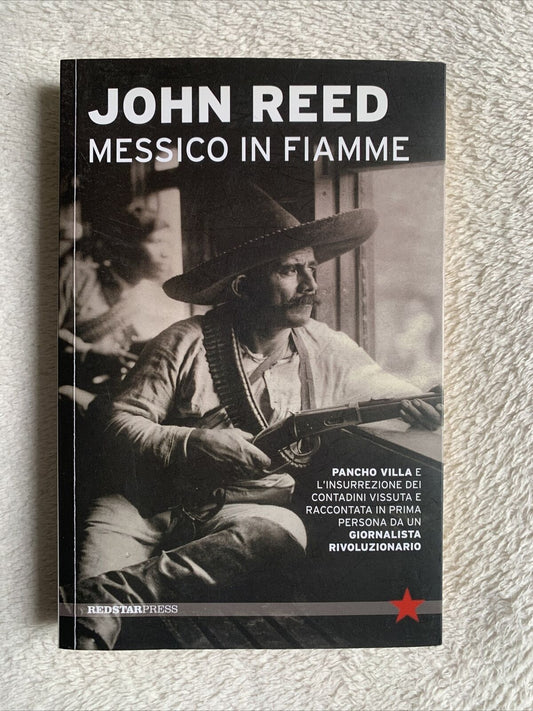 JOHN REED
MESSICO IN FIAMME
PANCHO VILLA E
L'INSURREZIONE DEI
CONTADINI VISSUTA E
RACCONTATA IN PRIMA
PERSONA DA UN
GIORNALISTA
RIVOLUZIONARIO
REDSTARPRESS